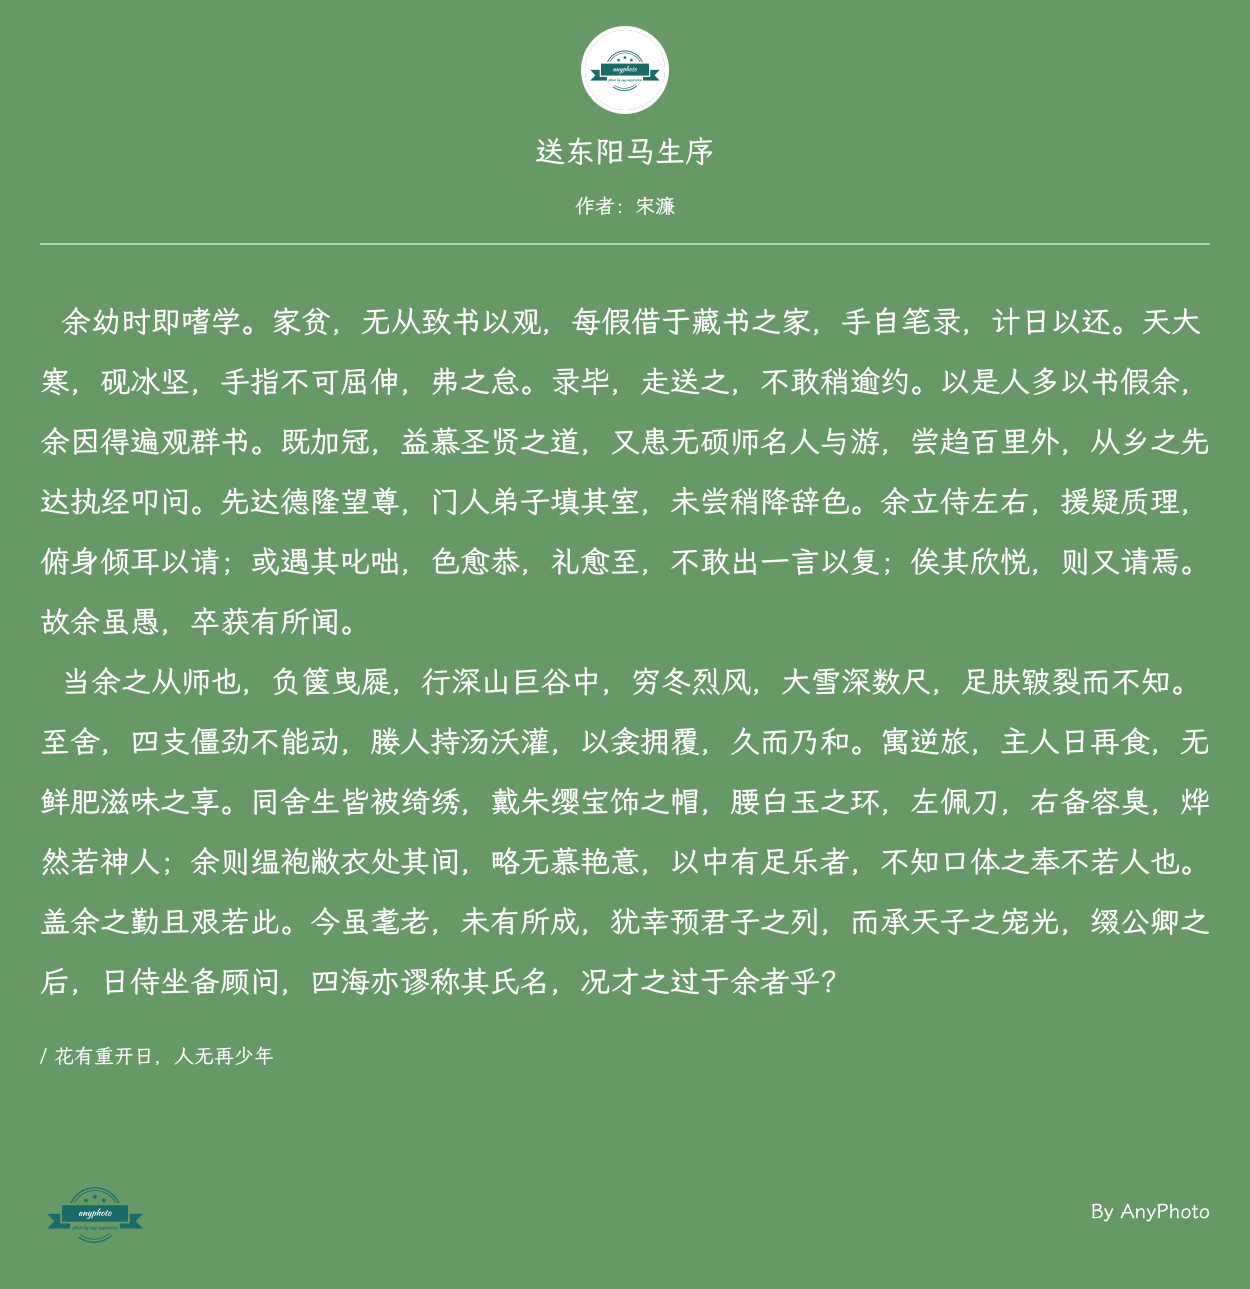 anyphoto
送东阳马生序
作者：宋濂
余幼时即嗜学。家贫，无从致书以观，每假借于藏书之家，手自笔录，计日以还。天大
寒，砚冰坚，手指不可屈伸，弗之怠。录毕，走送之，不敢稍逾约。以是人多以书假余，
余因得遍观群书。既加冠，益慕圣贤之道，又患无硕师名人与游，尝趋百里外，从乡之先
达执经叩问。先达德隆望尊，门人弟子填其室，未尝稍降辞色。余立侍左右，援疑质理，
俯身倾耳以请；或遇其叱咄，色愈恭，礼愈至，不敢出一言以复；俟其欣悦，则又请焉。
故余虽愚，卒获有所闻。
当余之从师也，负箧曳屣，行深山巨谷中，穷冬烈风，大雪深数尺，足肤皲裂而不知。
至舍，四支僵劲不能动，媵人持汤沃灌，以衾拥覆，久而乃和。寓逆旅，主人日再食，无
鲜肥滋味之享。同舍生皆被绮绣，戴朱缨宝饰之帽，腰白玉之环，左佩刀，右备容臭，烨
然若神人；余则缊袍敝衣处其间，略无慕艳意，以中有足乐者，不知口体之奉不若人也。
盖余之勤且艰若此。今虽耄老，未有所成，犹幸预君子之列，而承天子之宠光，缀公卿之
后，日侍坐备顾问，四海亦谬称其氏名，况才之过于余者乎？
/ 花有重开日，人无再少年
anyphoto
By AnyPhoto